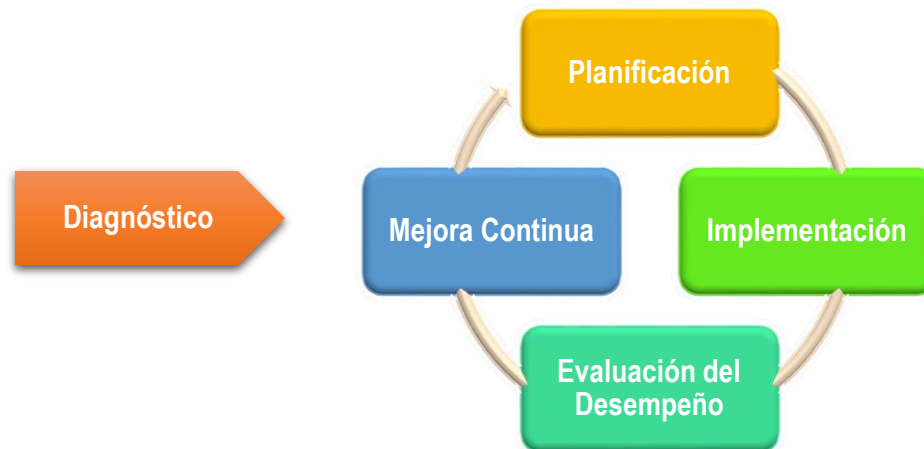 Planificación
Diagnóstico
Mejora Continua
Implementación
Evaluación del
Desempeño